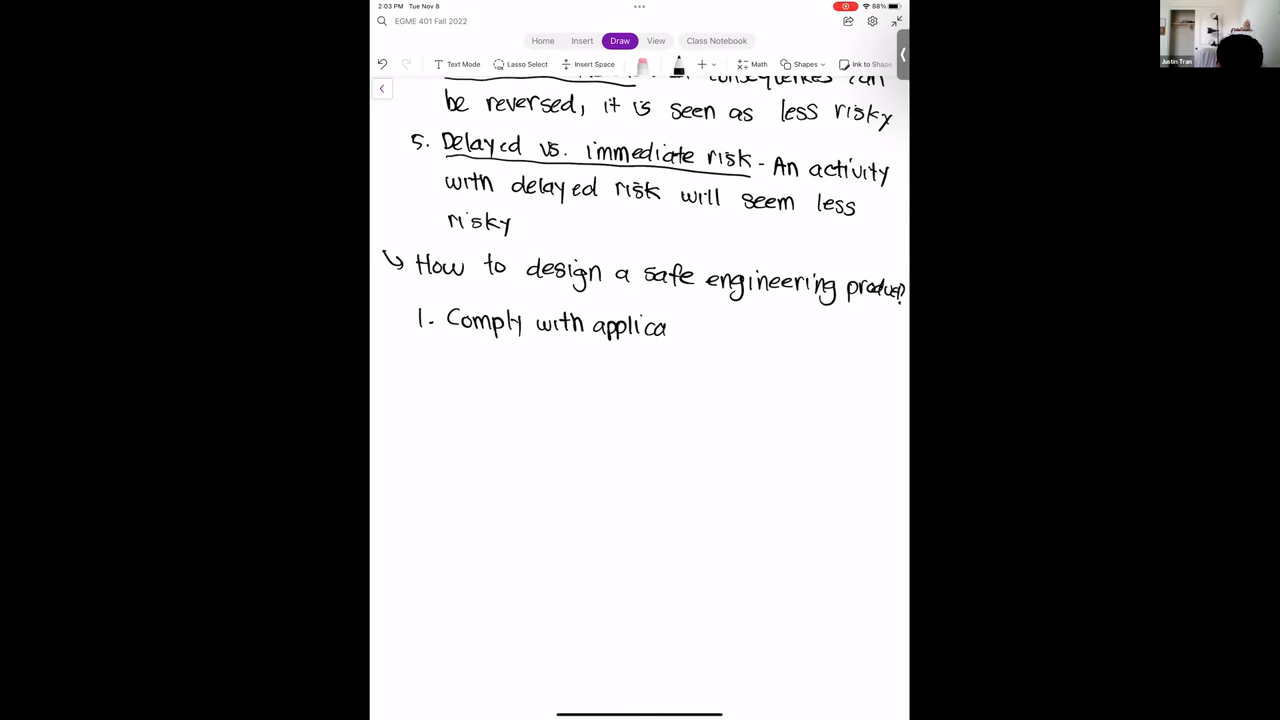 2:03 PM Tue Nov 8
88%
EGME 401 Fall 2022
Home Insert Draw View Class Notebook
Text Mode Lasso Select Insert Space Math Shapes Ink to Shape
consequences can
be reversed, it is seen as less risky
5. Delayed vs. immediate risk - An activity
with delayed risk will seem less
risky
↳ How to design a safe engineering product?
1. Comply with applica
Justin Tran